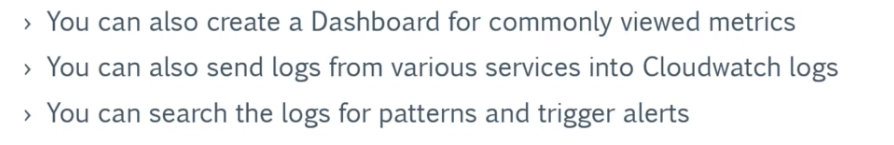 › You can also create a Dashboard for commonly viewed metrics
› You can also send logs from various services into Cloudwatch logs
› You can search the logs for patterns and trigger alerts